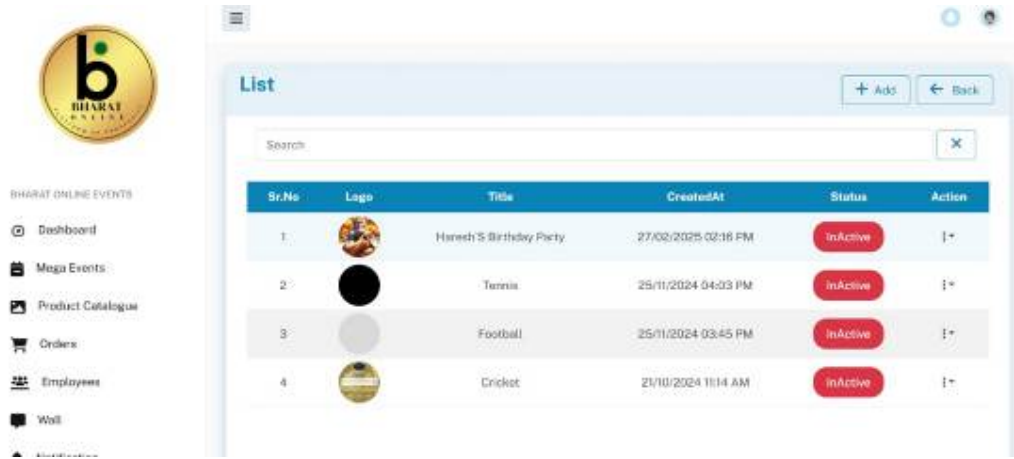 BHARAT
ONLINE
List
+ Add
← Back
Search
BHARAT ONLINE EVENTS
Dashboard
Mega Events
Product Catalogue
Orders
Employees
Wall
Notification
Sr.No Logo Title CreatedAt Status Action
1 Haresh'S Birthday Party 27/02/2025 02:16 PM InActive
2 Tennis 25/11/2024 04:03 PM InActive
3 Football 25/11/2024 03:45 PM InActive
4 Cricket 21/10/2024 11:14 AM InActive